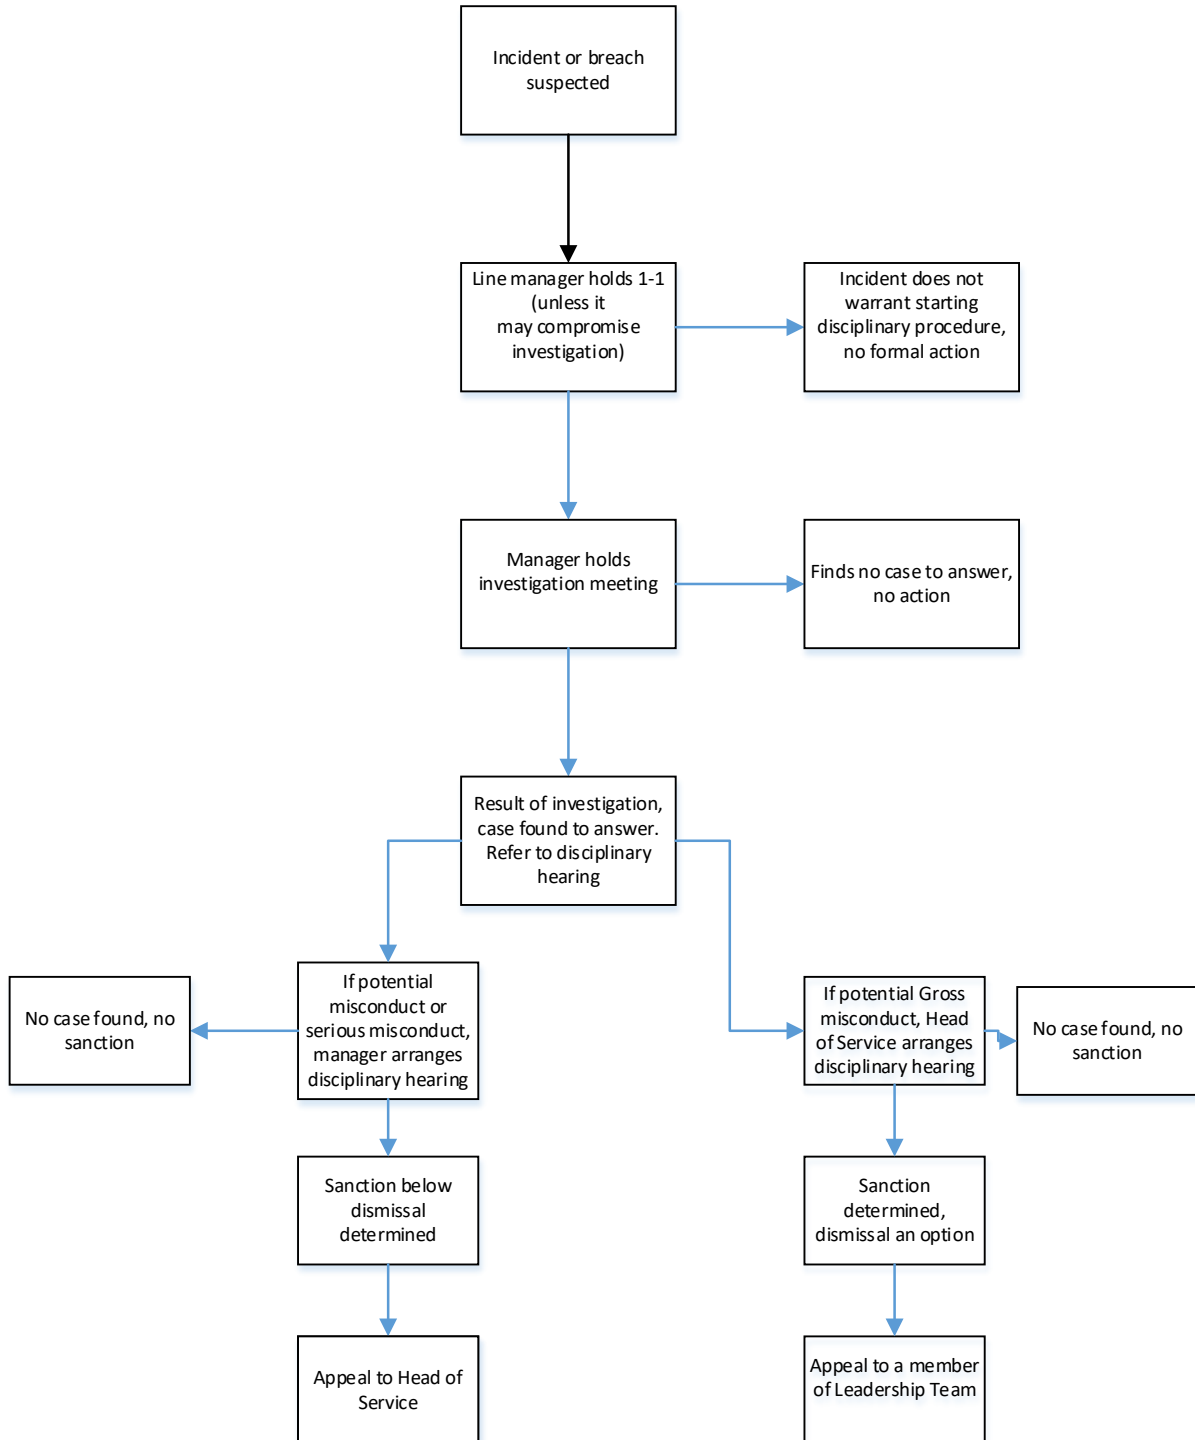 Incident or breach
suspected
Line manager holds 1-1
(unless it
may compromise
investigation)
Incident does not
warrant starting
disciplinary procedure,
no formal action
Manager holds
investigation meeting
Finds no case to answer,
no action
Result of investigation,
case found to answer.
Refer to disciplinary
hearing
No case found, no
sanction
If potential
misconduct or
serious misconduct,
manager arranges
disciplinary hearing
If potential Gross
misconduct, Head
of Service arranges
disciplinary hearing
No case found, no
sanction
Sanction below
dismissal
determined
Sanction
determined,
dismissal an option
Appeal to Head of
Service
Appeal to a member
of Leadership Team